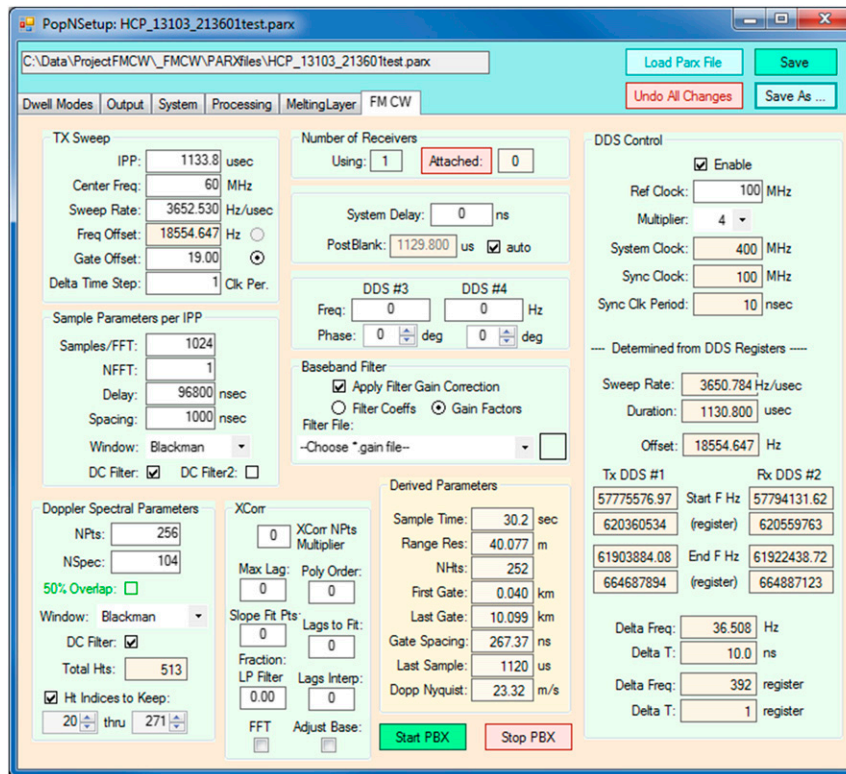 PopNSetup: HCP_13103_213601test.parx
C:\Data\ProjectFMCW\_FMCW\PARXfiles\HCP_13103_213601test.parx
Load Parx File
Save
Undo All Changes
Save As ...
Dwell Modes Output System Processing MeltingLayer FM CW
TX Sweep
IPP: 1133.8 usec
Center Freq: 60 MHz
Sweep Rate: 3652.530 Hz/usec
Freq Offset: 18554.647 Hz
Gate Offset: 19.00
Delta Time Step: 1 Clk Per.
Sample Parameters per IPP
Samples/FFT: 1024
NFFT: 1
Delay: 96800 nsec
Spacing: 1000 nsec
Window: Blackman
DC Filter: DC Filter2:
Doppler Spectral Parameters
NPts: 256
NSpec: 104
50% Overlap:
Window: Blackman
DC Filter:
Total Hts: 513
Ht Indices to Keep:
20 thru 271
Number of Receivers
Using: 1 Attached: 0
System Delay: 0 ns
PostBlank: 1129.800 us auto
DDS #3 DDS #4
Freq: 0 0 Hz
Phase: 0 deg 0 deg
Baseband Filter
Apply Filter Gain Correction
Filter Coeffs Gain Factors
Filter File:
--Choose *.gain file--
XCorr
0 XCorr NPts
Multiplier
Max Lag: Poly Order:
0 0
Slope Fit Pts: Lags to Fit:
0 0
Fraction:
LP Filter Lags Interp:
0.00 0
FFT Adjust Base:
Derived Parameters
Sample Time: 30.2 sec
Range Res: 40.077 m
NHts: 252
First Gate: 0.040 km
Last Gate: 10.099 km
Gate Spacing: 267.37 ns
Last Sample: 1120 us
Dopp Nyquist: 23.32 m/s
Start PBX Stop PBX
DDS Control
Enable
Ref Clock: 100 MHz
Multiplier: 4
System Clock: 400 MHz
Sync Clock: 100 MHz
Sync Clk Period: 10 nsec
---- Determined from DDS Registers -----
Sweep Rate: 3650.784 Hz/usec
Duration: 1130.800 usec
Offset: 18554.647 Hz
Tx DDS #1 Rx DDS #2
57775576.97 Start F Hz 57794131.62
620360534 (register) 620559763
61903884.08 End F Hz 61922438.72
664687894 (register) 664887123
Delta Freq: 36.508 Hz
Delta T: 10.0 ns
Delta Freq: 392 register
Delta T: 1 register